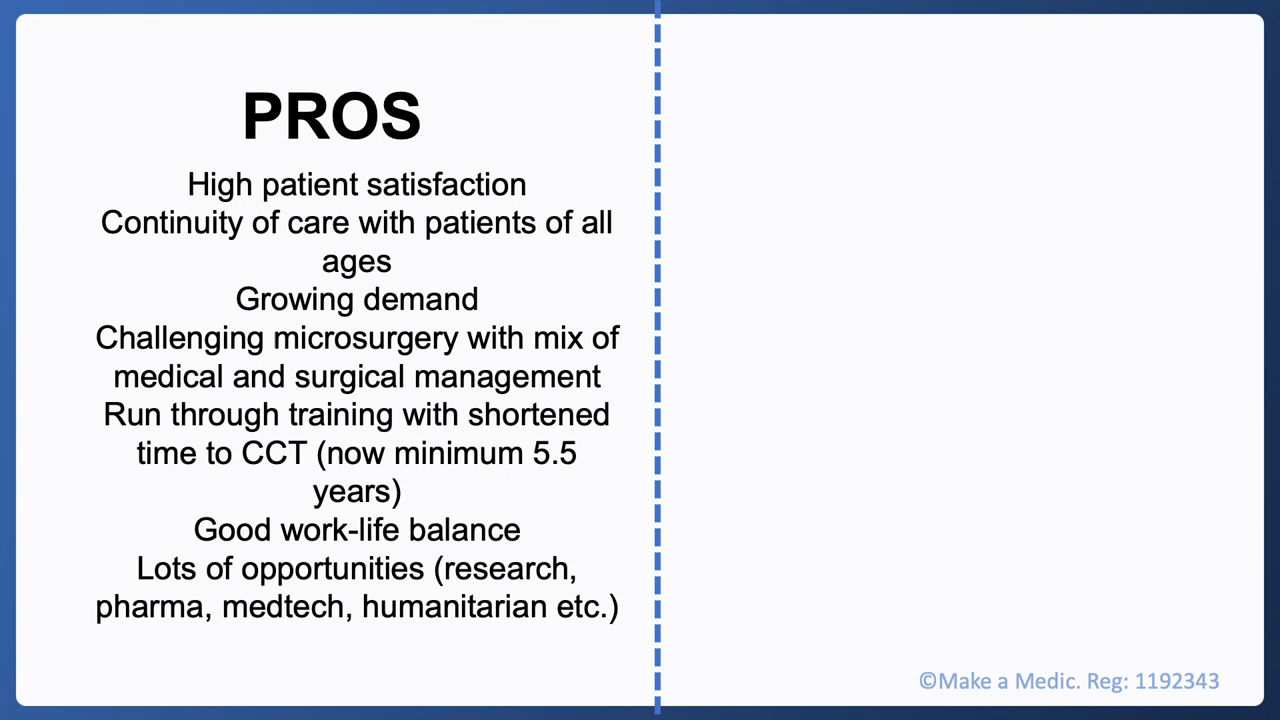 PROS
High patient satisfaction
Continuity of care with patients of all
ages
Growing demand
Challenging microsurgery with mix of
medical and surgical management
Run through training with shortened
time to CCT (now minimum 5.5
years)
Good work-life balance
Lots of opportunities (research,
pharma, medtech, humanitarian etc.)
©Make a Medic. Reg: 1192343